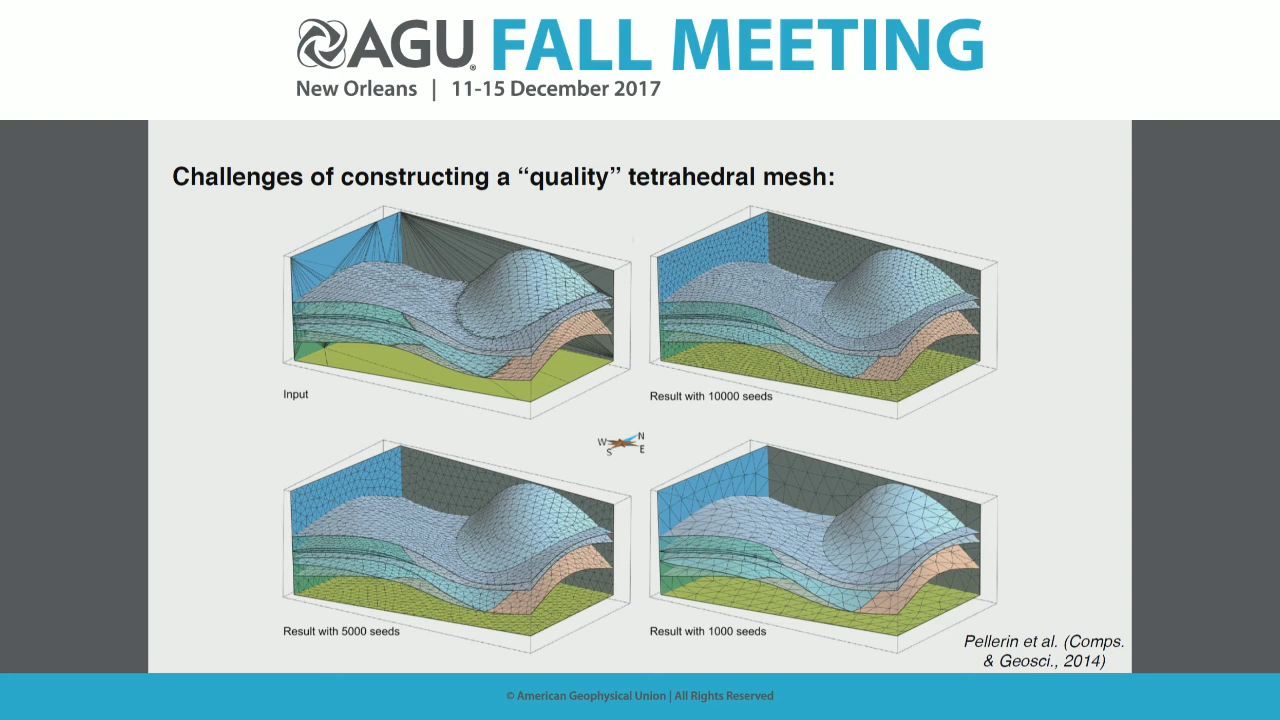 AGU® FALL MEETING
New Orleans | 11-15 December 2017
Challenges of constructing a “quality” tetrahedral mesh:
Input
Result with 10000 seeds
W N
S E
Result with 5000 seeds
Result with 1000 seeds
Pellerin et al. (Comps.
& Geosci., 2014)
© American Geophysical Union | All Rights Reserved